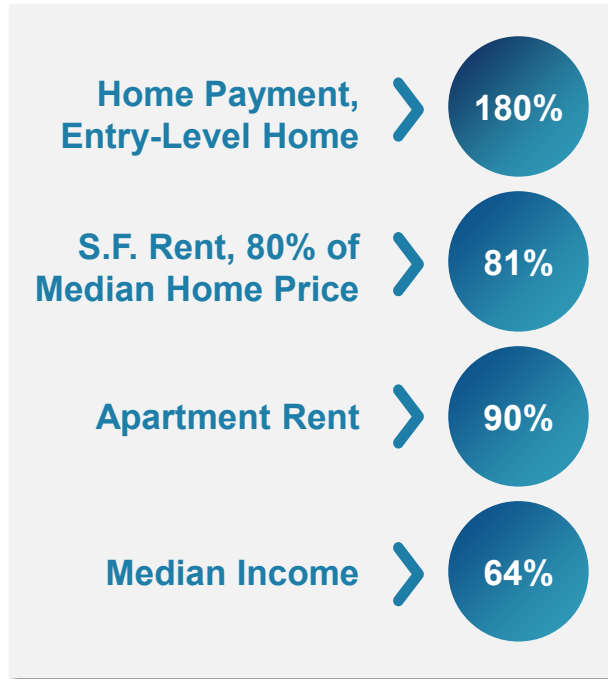 Home Payment,
Entry-Level Home
180%
S.F. Rent, 80% of
Median Home Price
81%
Apartment Rent
90%
Median Income
64%